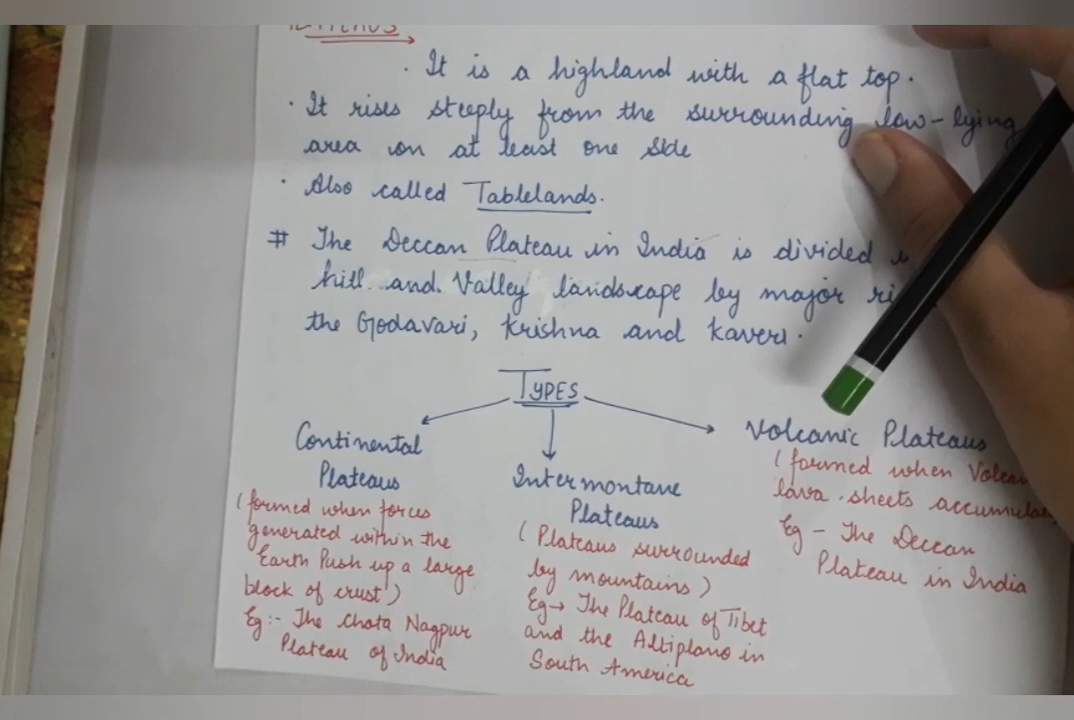 It is a highland with a flat top.
It rises steeply from the surrounding low-lying
area on at least one side
Also called Tablelands.
# The Deccan Plateau in India is divided
hill and Valley landscape by major
the Godavari, Krishna and Kaveri.
TYPES
Continental
Plateaus
(formed when forces
generated within the
Earth Push up a large
block of crust)
Eg:- The Chota Nagpur
Plateau of India
Intermontane
Plateaus
(Plateaus surrounded
by mountains)
Eg→ The Plateau of Tibet
and the Altiplano in
South America
Volcanic Plateaus
(formed when
lava sheets
Eg - The Deccan
Plateau in India